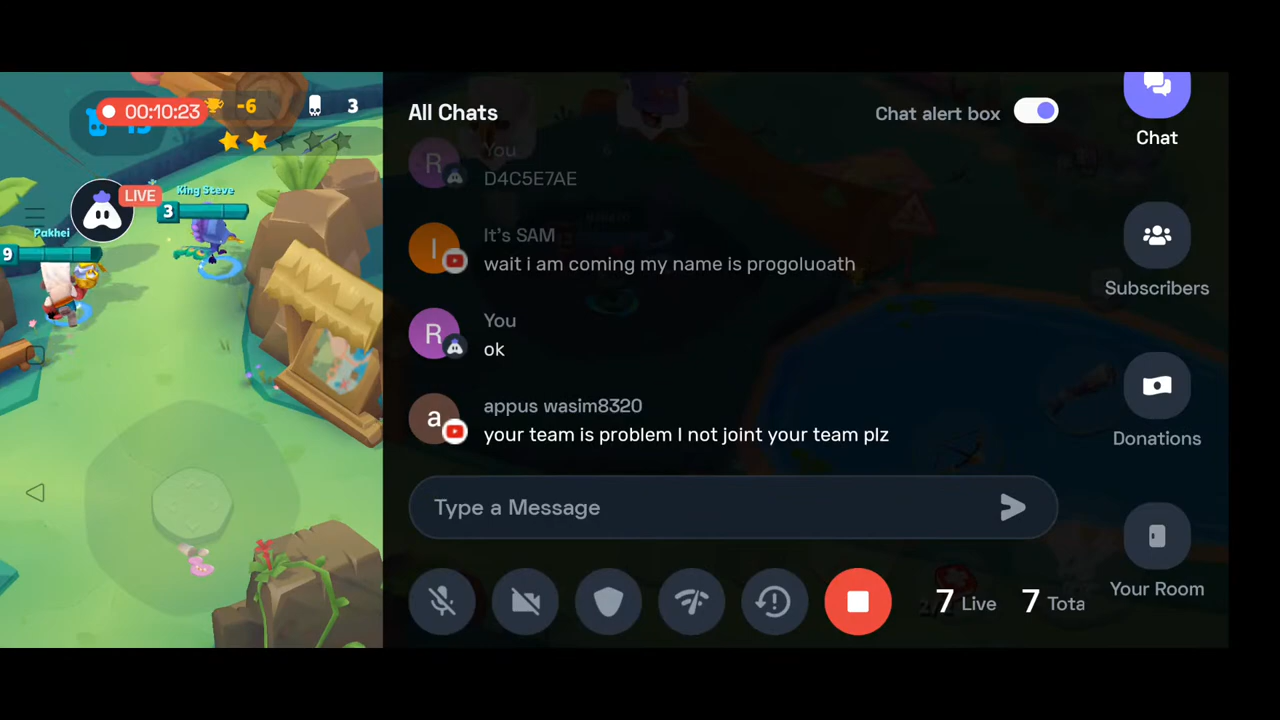 00:10:23
-6
3
LIVE
King Steve
3
Pakhei
9
All Chats
Chat alert box
Chat
You
D4C5E7AE
It's SAM
wait i am coming my name is progoluoath
Subscribers
You
ok
appus wasim8320
your team is problem I not joint your team plz
Donations
Type a Message
7 Live
7 Tota
Your Room